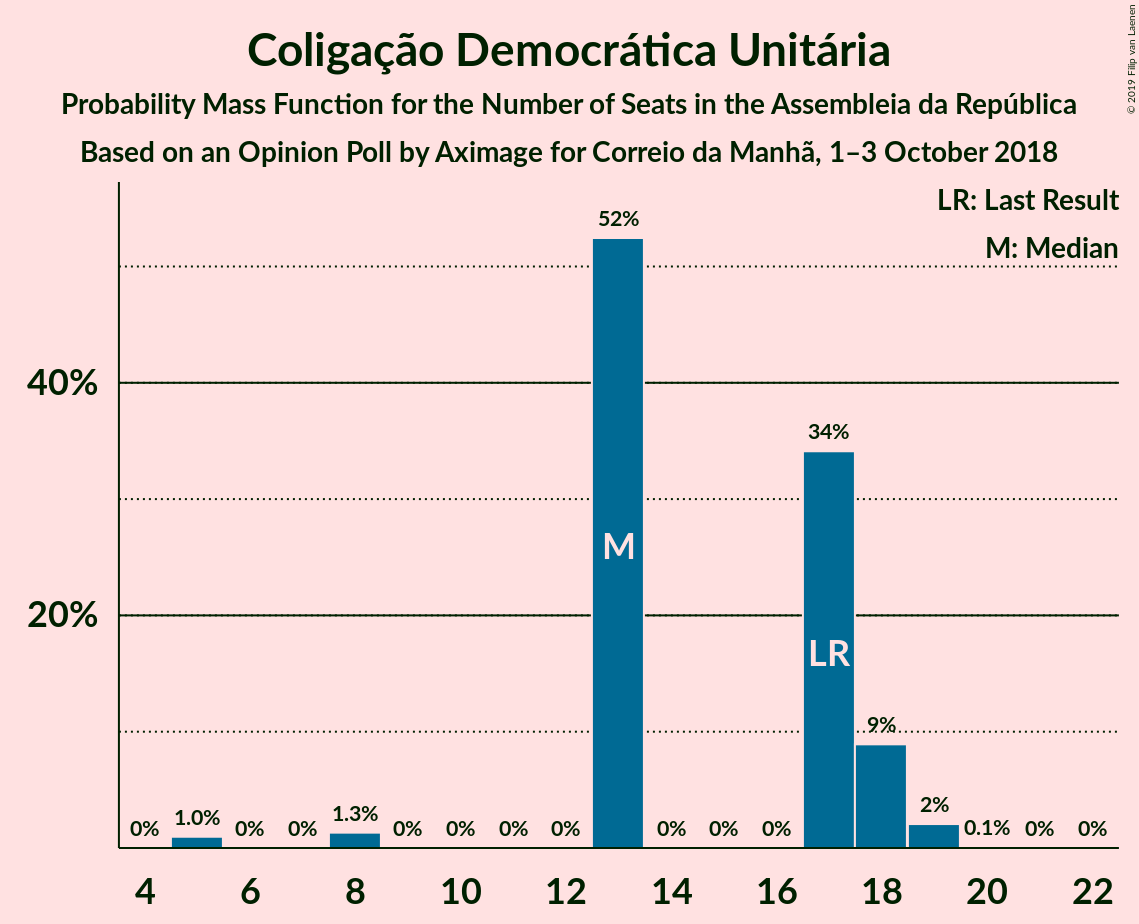 Coligação Democrática Unitária
Probability Mass Function for the Number of Seats in the Assembleia da República
Based on an Opinion Poll by Aximage for Correio da Manhã, 1–3 October 2018
© 2019 Filip van Laenen
LR: Last Result
M: Median
52%
40%
34%
M
20%
LR
9%
2%
0% 1.0% 0% 0% 1.3% 0% 0% 0% 0% 0% 0% 0% 0.1% 0% 0%
4 6 8 10 12 14 16 18 20 22